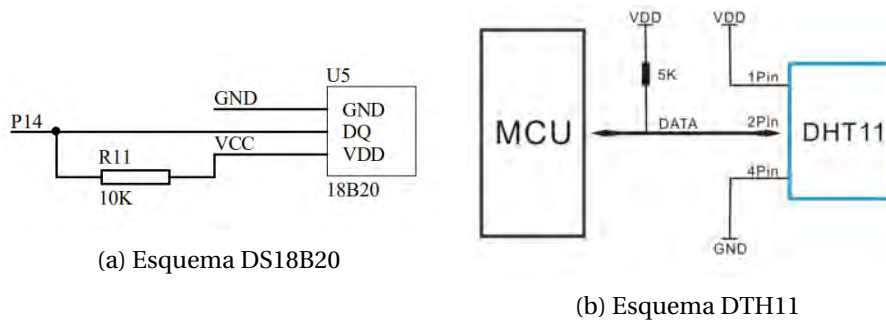 U5
GND
GND
P14
DQ
R11
VCC
VDD
10K
18B20
(a) Esquema DS18B20
VDD
VDD
5K
1Pin
MCU
DATA
2Pin
DHT11
4Pin
GND
(b) Esquema DTH11